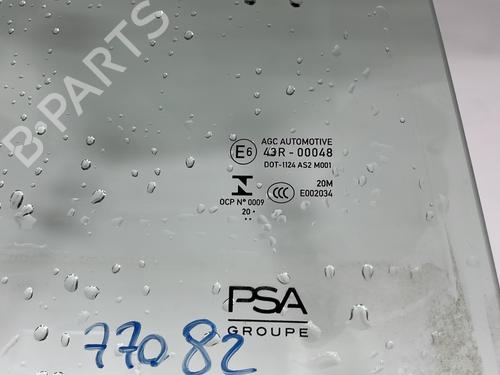 B-PARTS
AGC AUTOMOTIVE
E6 43R - 00048
DOT-1124 AS2 M001
CCC 20M
OCP Nº 0009 E002034
20 •
PSA
GROUPE
77082